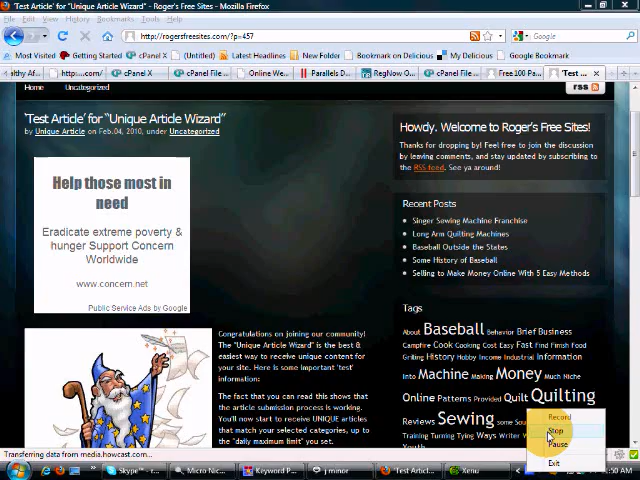 'Test Article' for "Unique Article Wizard" - Roger's Free Sites! - Mozilla Firefox
File Edit View History Bookmarks Tools Help
http://rogersfreesites.com/?p=457
Google
Most Visited Getting Started cPanel X (Untitled) Latest Headlines New Folder Bookmark on Delicious My Delicious Google Bookmark
ithy Af... http:....com/ cPanel X cPanel File... Online We... Parallels D... RegNow O... cPanel File... Free 100 Pa... 'Test ...
Home Uncategorized
RSS
'Test Article' for "Unique Article Wizard"
by Unique Article on Feb.04, 2010, under Uncategorized
Help those most in
need
Eradicate extreme poverty &
hunger Support Concern
Worldwide
www.concern.net
Public Service Ads by Google
Congratulations on joining our community!
The "Unique Article Wizard" is the best &
easiest way to receive unique content for
your site. Here is some important 'test'
information:
The fact that you can read this shows that
the article submission process is working.
You'll now start to receive UNIQUE articles
that match your selected categories, up to
the "daily maximum limit" you set.
Howdy. Welcome to Roger's Free Sites!
Thanks for dropping by! Feel free to join the discussion
by leaving comments, and stay updated by subscribing to
the RSS feed. See ya around!
Recent Posts
Singer Sewing Machine Franchise
Long Arm Quilting Machines
Baseball Outside the States
Some History of Baseball
Selling to Make Money Online With 5 Easy Methods
Tags
About Baseball Behavior Brief Business
Campfire Cook Cooking Cost Easy Fast Find Finish Food
Grilling History Hobby Income Industrial Information
Into Machine Making Money Much Niche
Online Patterns Provided Quilt Quilting
Reviews Sewing some
Training Turning Tying Ways Writer
Youth
Record
Stop
Pause
Exit
Transferring data from media.howcast.com...
Skype™ - r... Micro Nic... Keyword P... j minor 'Test Artic... Xenu
:50 AM